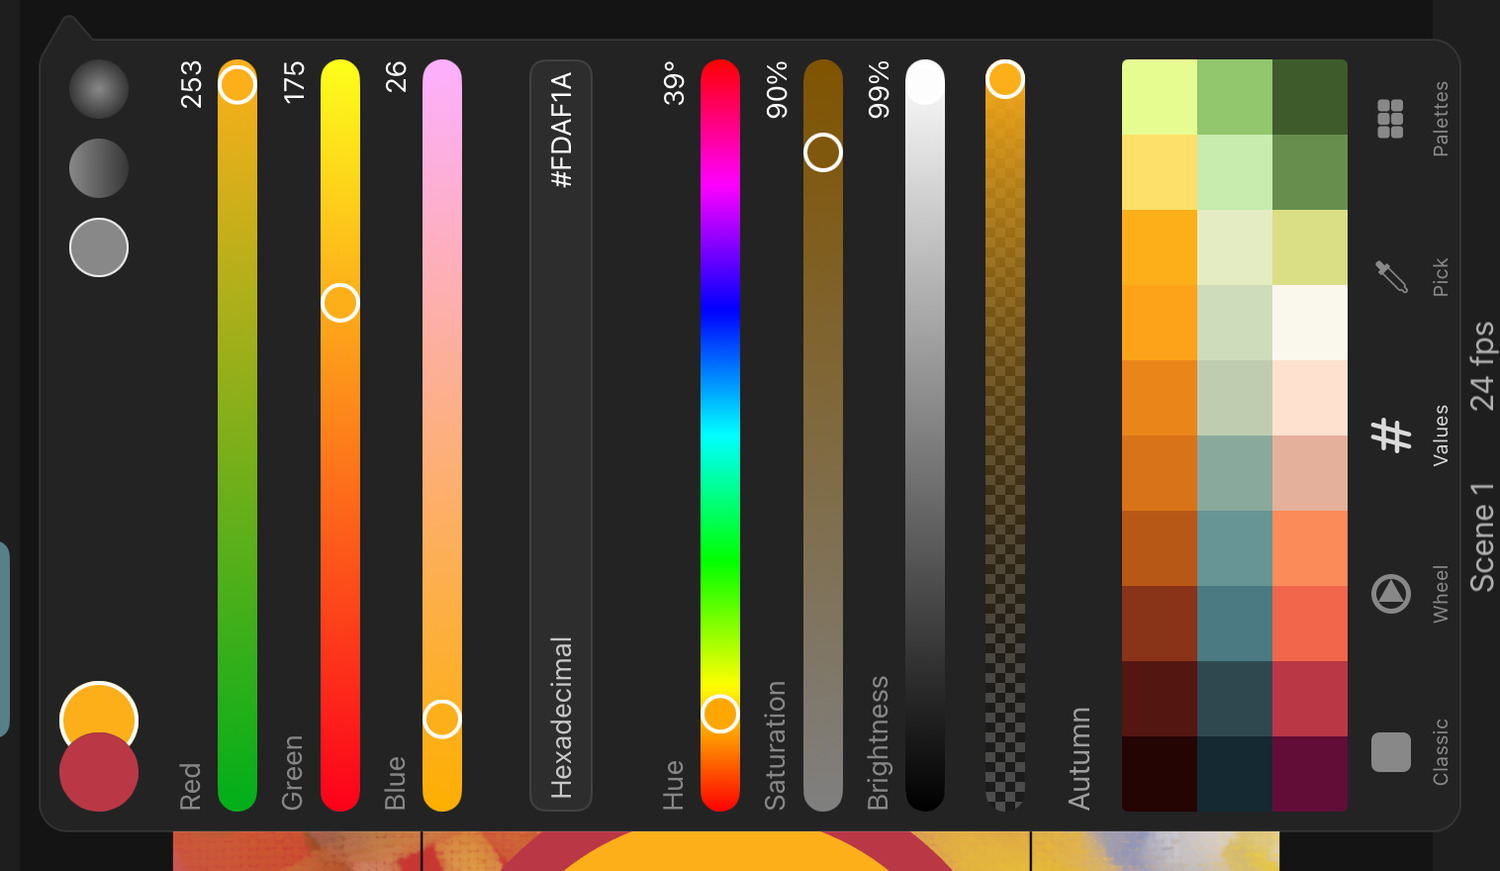 Red 253
Green 175
Blue 26
Hexadecimal #FDAF1A
Hue 39°
Saturation 90%
Brightness 99%
Autumn
Classic Wheel Values Pick Palettes
Scene 1 24 fps